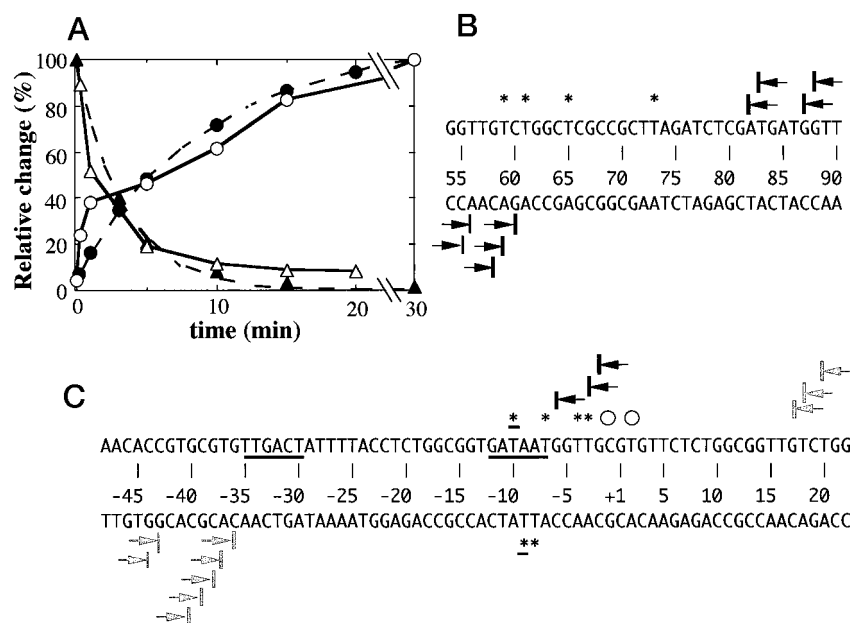 A
Relative change (%)
100
80
60
40
20
0
0 10 20 30
time (min)
B
* * * *
GGTTGTCTGGCTCGCCGCTTAGATCTCGATGATGGTT
55 60 65 70 75 80 85 90
CCAACAGACCGAGCGGCGAATCTAGAGCTACTACCAA
C
* * **
AACACCGTGCGTGTTGACTATTTTACCTCTGGCGGTGATAATGGTTGCGTGTTCTCTGGCGGTTGTCTGG
-45 -40 -35 -30 -25 -20 -15 -10 -5 +1 5 10 15 20
TTGTGGCACGCACAACTGATAAAATGGAGACCGCCACTATTACCAACGCACAAGAGACCGCCAACAGACC
**